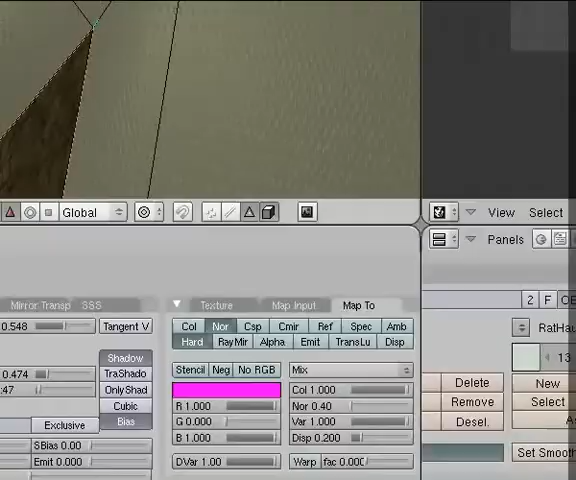 Global
View Select
Panels
Mirror Transp SSS
Texture Map Input Map To
2 F OB
0.548 Tangent V
Col Nor Csp Cmir Ref Spec Amb
Hard RayMir Alpha Emit TransLu Disp
RatHau
Shadow
0.474 TraShado
:47 OnlyShad
Cubic
Exclusive Bias
SBias 0.00
Emit 0.000
Stencil Neg No RGB
Mix
R 1.000
G 0.000
B 1.000
DVar 1.00
Col 1.000
Nor 0.40
Var 1.000
Disp 0.200
Warp fac 0.000
13
Delete New
Remove Select
Desel.
Set Smooth